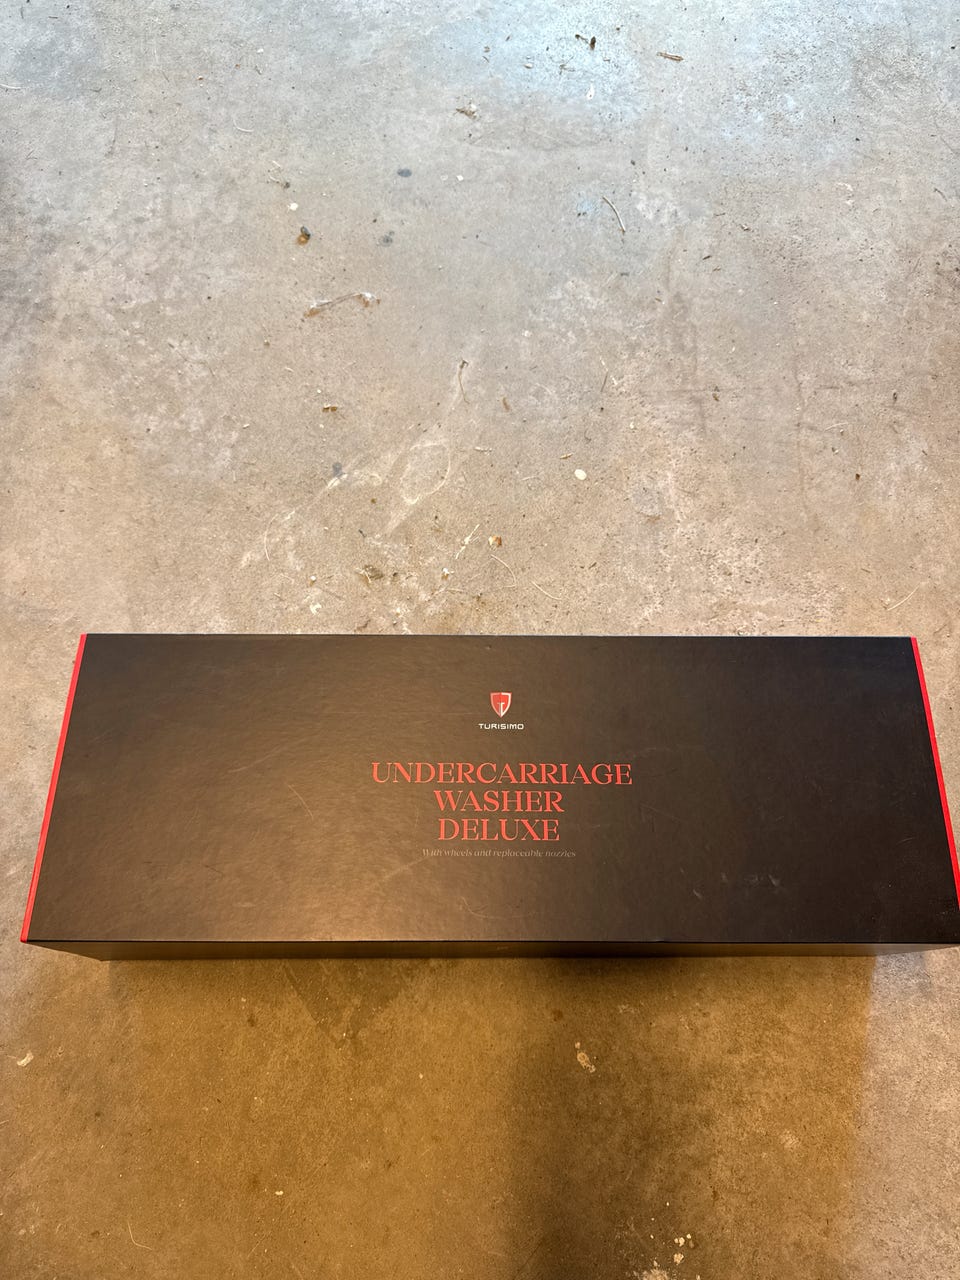 TURISIMO
UNDERCARRIAGE
WASHER
DELUXE
With wheels and replaceable nozzles